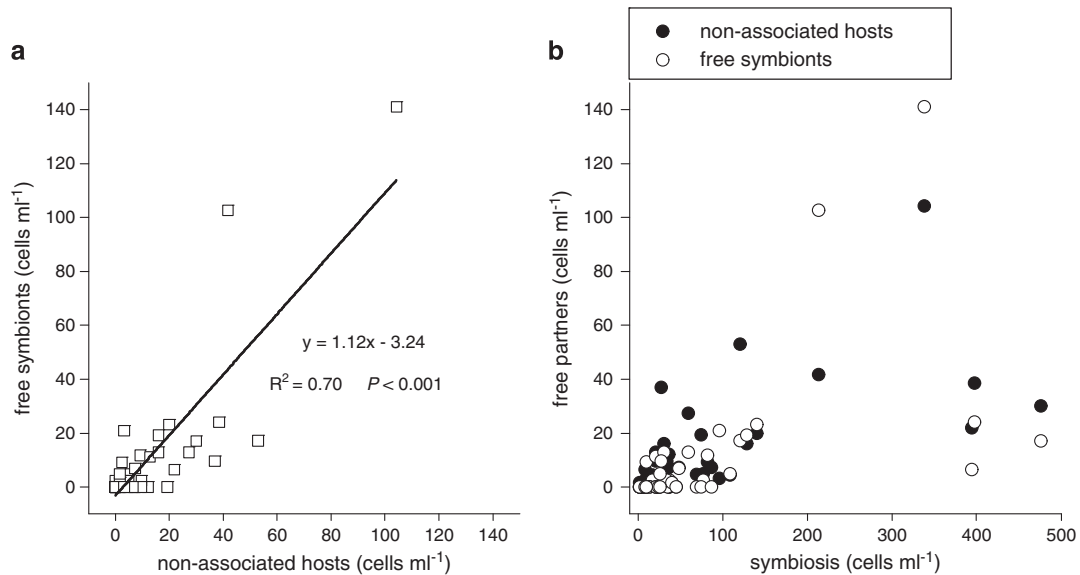 a
140
120
100
80
60
40
20
0
free symbionts (cells ml⁻¹)
y = 1.12x - 3.24
R² = 0.70 P < 0.001
0 20 40 60 80 100 120 140
non-associated hosts (cells ml⁻¹)
b
non-associated hosts
free symbionts
140
120
100
80
60
40
20
0
free partners (cells ml⁻¹)
0 100 200 300 400 500
symbiosis (cells ml⁻¹)